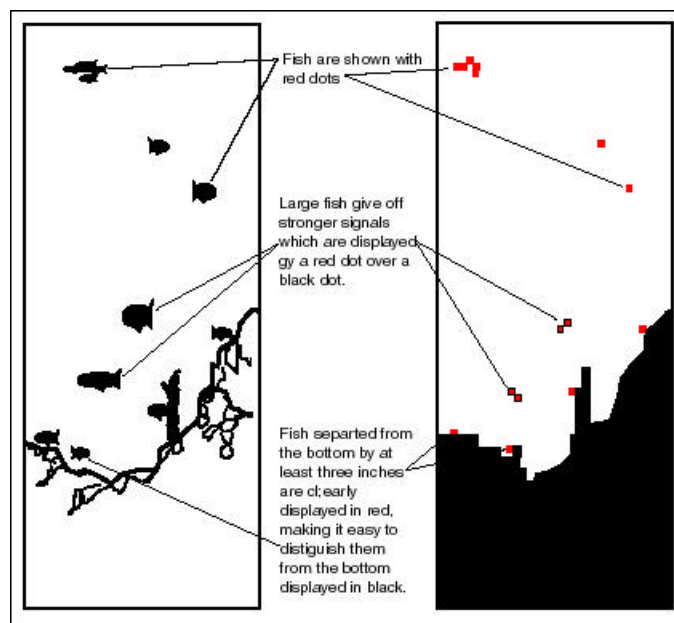 Fish are shown with
red dots
Large fish give off
stronger signals
which are displayed
gy a red dot over a
black dot.
Fish separted from
the bottom by at
least three inches
are cl;early
displayed in red,
making it easy to
distiguish them
from the bottom
displayed in black.